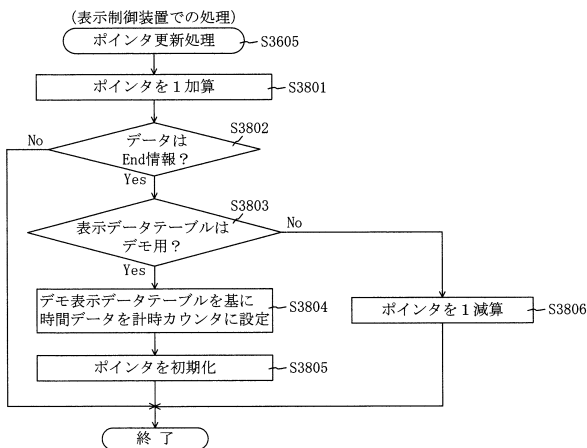 (表示制御装置での処理)
ポインタ更新処理
S3605
ポインタを1加算
S3801
S3802
No
データは
End情報?
Yes
S3803
表示データテーブルは
デモ用?
No
Yes
デモ表示データテーブルを基に
時間データを計時カウンタに設定
S3804
ポインタを1減算
S3806
ポインタを初期化
S3805
終了